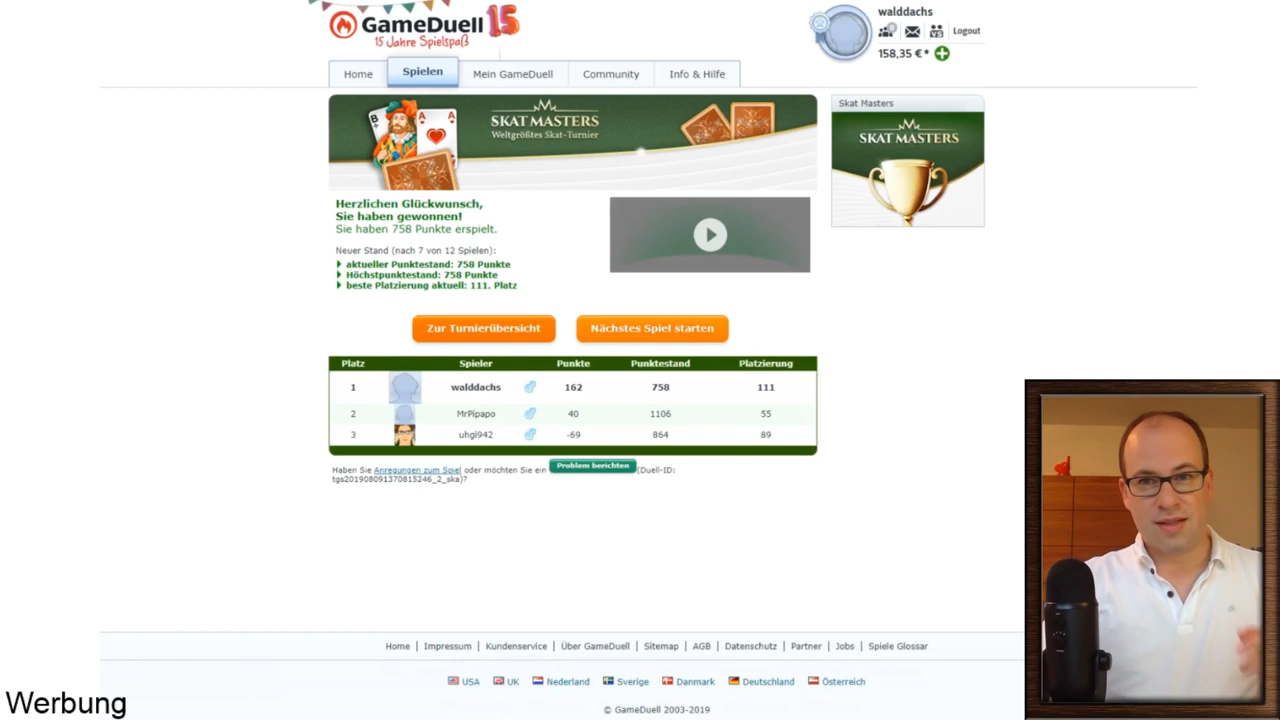 GameDuell 15
15 Jahre Spielspaß
walddachs
Logout
158,35 € *
Home
Spielen
Mein GameDuell
Community
Info & Hilfe
SKAT MASTERS
Weltgrößtes Skat-Turnier
B
A
A
Skat Masters
SKAT MASTERS
Herzlichen Glückwunsch,
Sie haben gewonnen!
Sie haben 758 Punkte erspielt.
Neuer Stand (nach 7 von 12 Spielen):
aktueller Punktestand: 758 Punkte
Höchstpunktestand: 758 Punkte
beste Platzierung aktuell: 111. Platz
Zur Turnierübersicht
Nächstes Spiel starten
Platz Spieler Punkte Punktestand Platzierung
1 walddachs 162 758 111
2 MrPipapo 40 1106 55
3 uhgi942 -69 864 89
Haben Sie Anregungen zum Spiel oder möchten Sie ein Problem berichten (Duell-ID:
tgs201908091370815246_2_ska)?
Home | Impressum | Kundenservice | Über GameDuell | Sitemap | AGB | Datenschutz | Partner | Jobs | Spiele Glossar
USA UK Nederland Sverige Danmark Deutschland Österreich
© GameDuell 2003-2019
Werbung